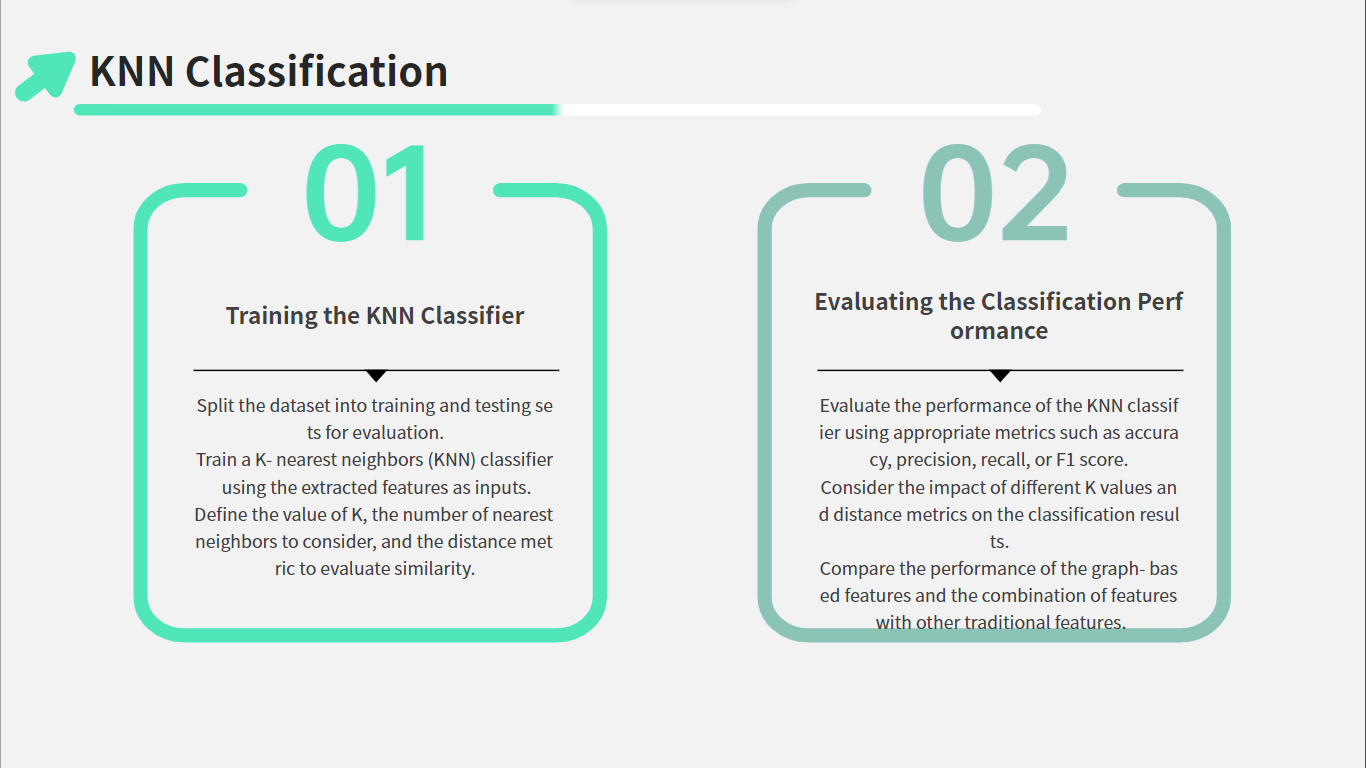 KNN Classification
01
Training the KNN Classifier
Split the dataset into training and testing se
ts for evaluation.
Train a K- nearest neighbors (KNN) classifier
using the extracted features as inputs.
Define the value of K, the number of nearest
neighbors to consider, and the distance met
ric to evaluate similarity.
02
Evaluating the Classification Perf
ormance
Evaluate the performance of the KNN classif
ier using appropriate metrics such as accura
cy, precision, recall, or F1 score.
Consider the impact of different K values an
d distance metrics on the classification resul
ts.
Compare the performance of the graph- bas
ed features and the combination of features
with other traditional features.